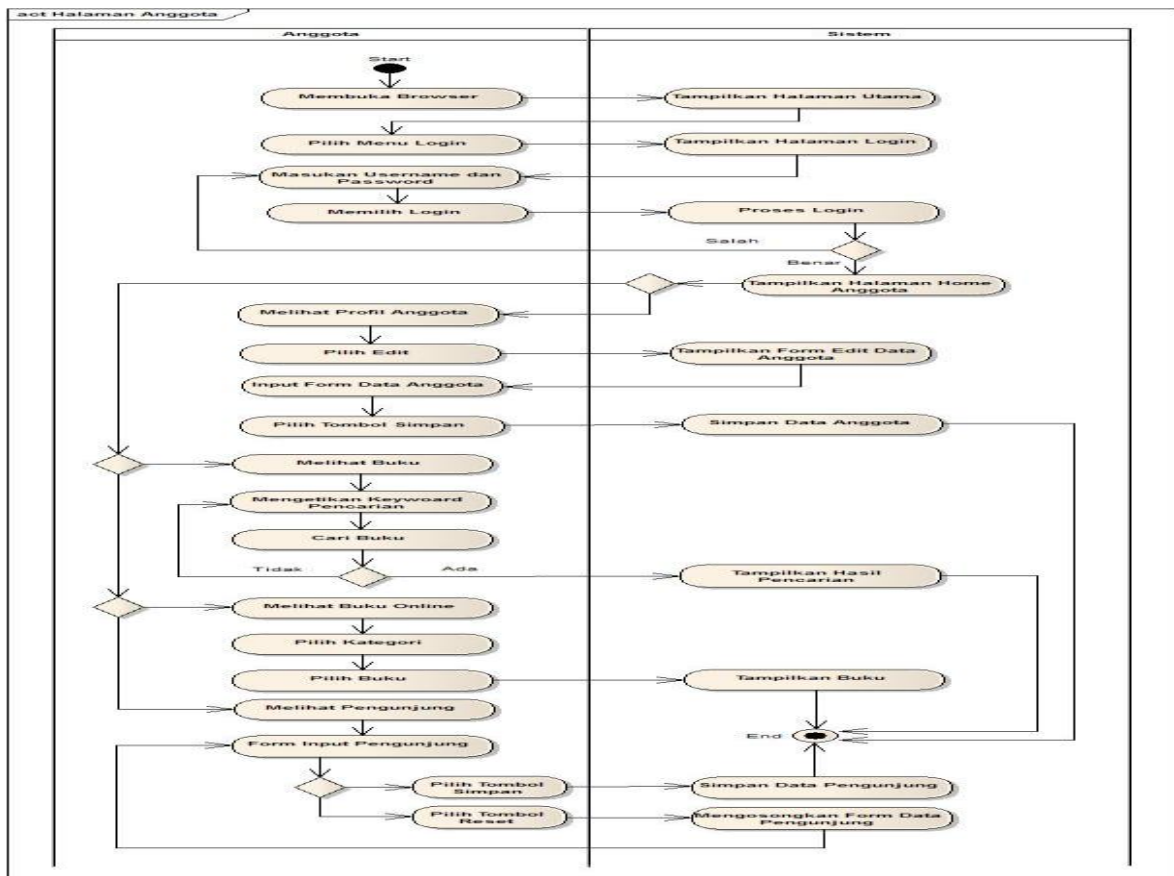 act Halaman Anggota
Anggota
Sistem
Start
Membuka Browser
Tampilkan Halaman Utama
Pilih Menu Login
Tampilkan Halaman Login
Masukan Username dan
Password
Memilih Login
Proses Login
Salah
Benar
Tampilkan Halaman Home
Anggota
Melihat Profil Anggota
Pilih Edit
Tampilkan Form Edit Data
Anggota
Input Form Data Anggota
Pilih Tombol Simpan
Simpan Data Anggota
Melihat Buku
Mengetikan Keywoard
Pencarian
Cari Buku
Tidak
Ada
Tampilkan Hasil
Pencarian
Melihat Buku Online
Pilih Kategori
Pilih Buku
Tampilkan Buku
Melihat Pengunjung
End
Form Input Pengunjung
Pilih Tombol
Simpan
Simpan Data Pengunjung
Pilih Tombol
Reset
Mengosongkan Form Data
Pengunjung